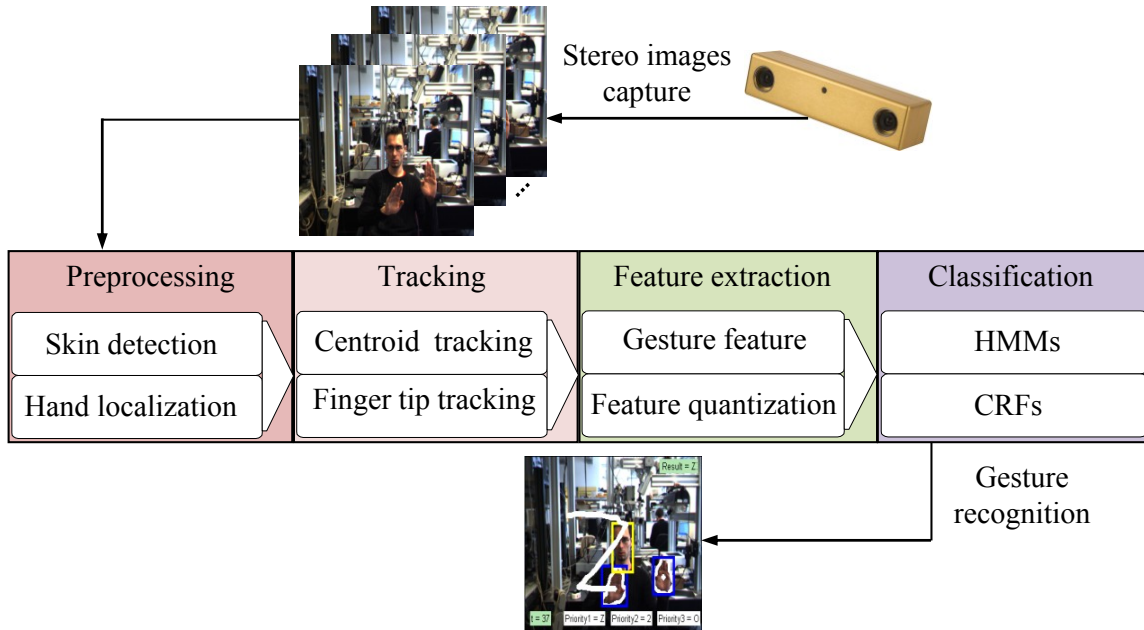 Stereo images
capture
Preprocessing
Skin detection
Hand localization
Tracking
Centroid tracking
Finger tip tracking
Feature extraction
Gesture feature
Feature quantization
Classification
HMMs
CRFs
Gesture
recognition
Result = Z
t = 37
Priority1 = Z
Priority2 = 2
Priority3 = O